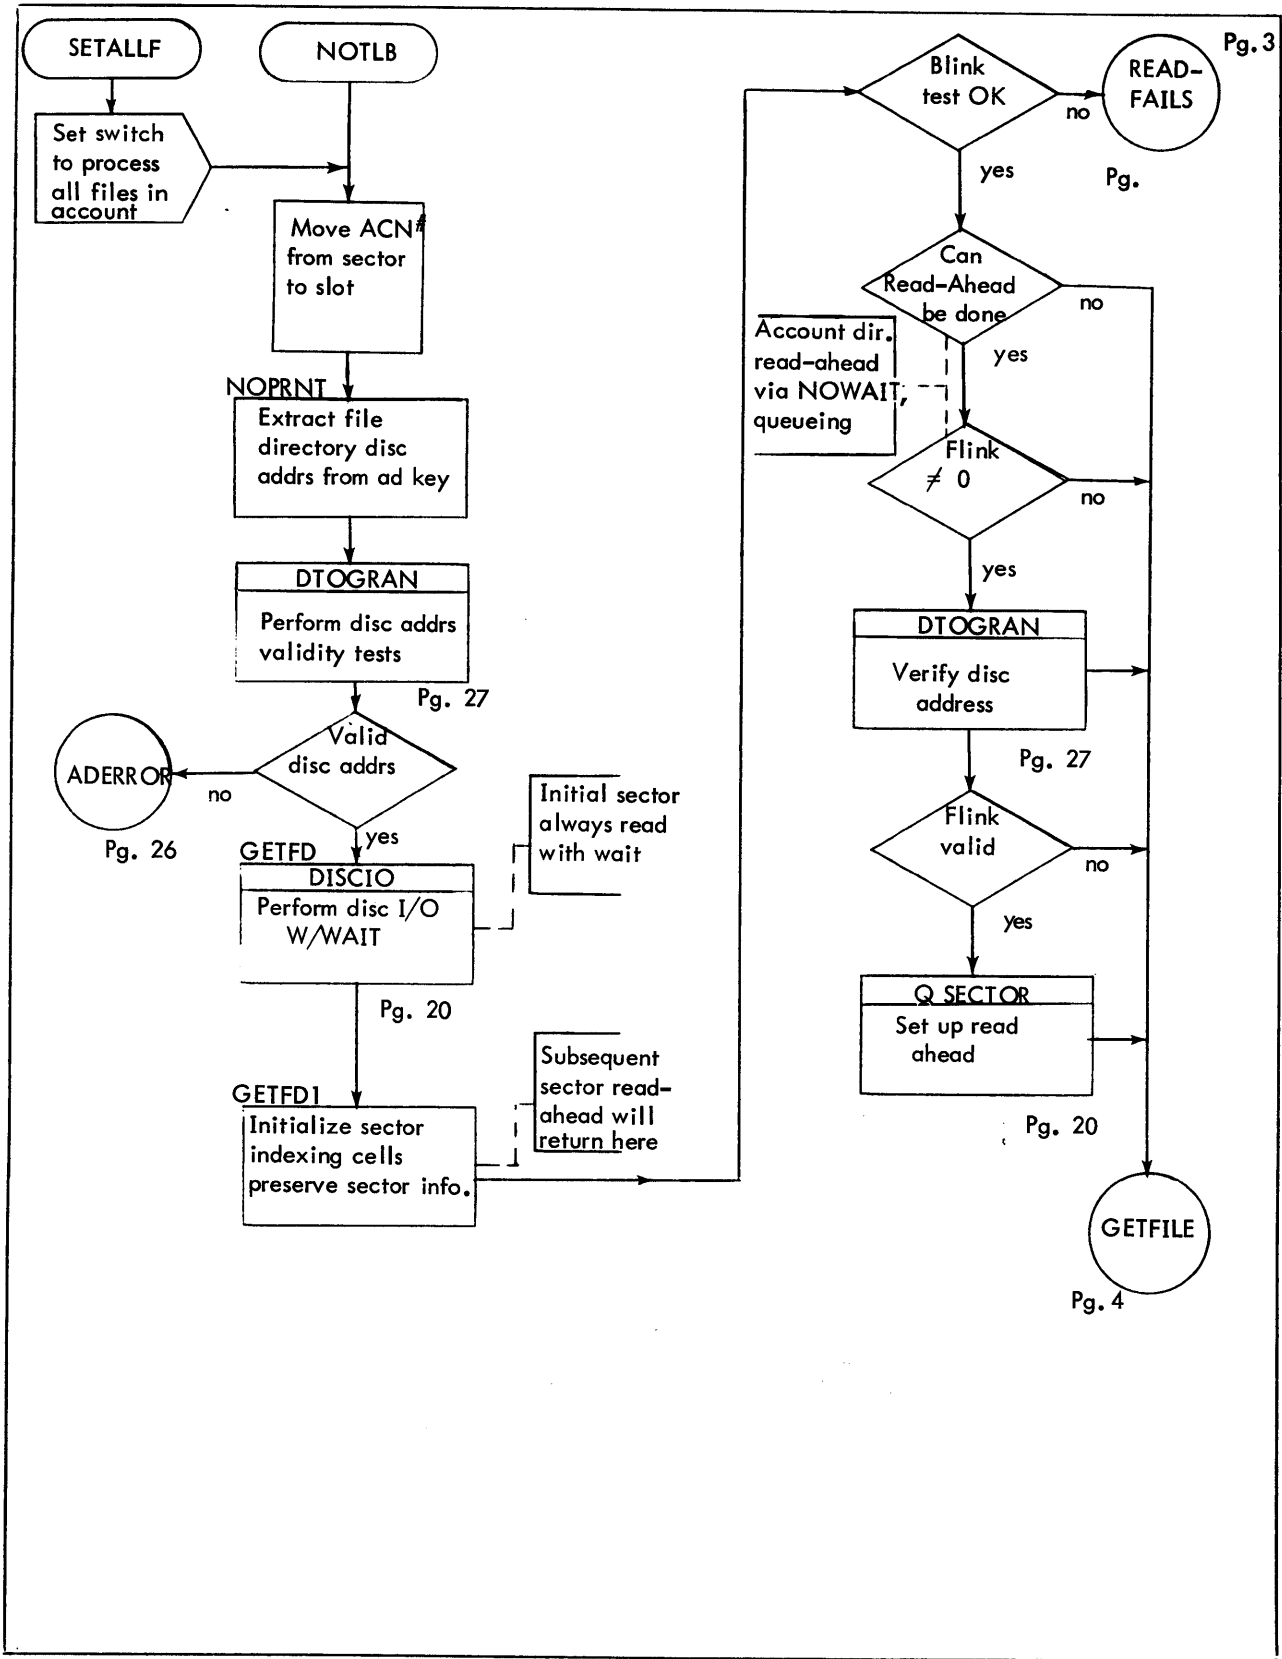 Pg. 3
SETALLF
NOTLB
Set switch
to process
all files in
account
Move ACN#
from sector
to slot
NOPRNT
Extract file
directory disc
addrs from ad key
DTOGRAN
Perform disc addrs
validity tests
Pg. 27
Valid
disc addrs
no
ADERROR
Pg. 26
yes
GETFD
DISCIO
Perform disc I/O
W/WAIT
Pg. 20
Initial sector
always read
with wait
GETFD1
Initialize sector
indexing cells
preserve sector info.
Subsequent
sector read-
ahead will
return here
Blink
test OK
no
READ-
FAILS
Pg.
yes
Can
Read-Ahead
be done
no
yes
Account dir.
read-ahead
via NOWAIT,
queueing
Flink
≠ 0
no
yes
DTOGRAN
Verify disc
address
Pg. 27
Flink
valid
no
yes
Q SECTOR
Set up read
ahead
Pg. 20
GETFILE
Pg. 4